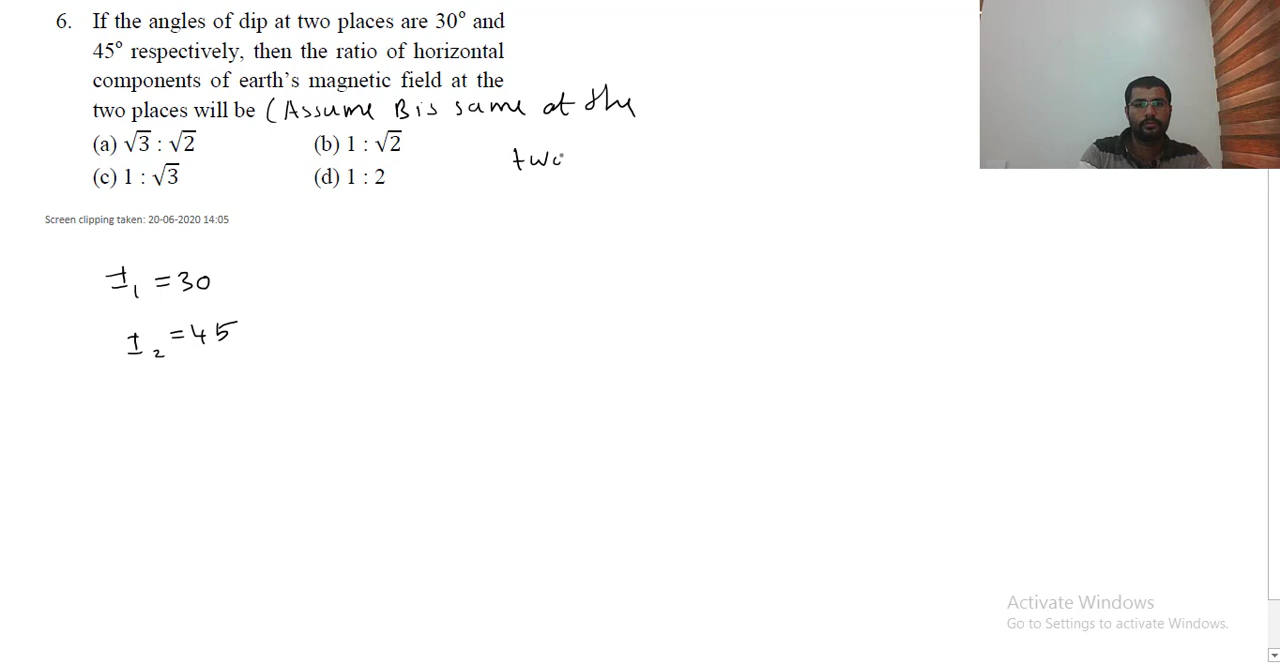 6. If the angles of dip at two places are 30° and
45° respectively, then the ratio of horizontal
components of earth's magnetic field at the
two places will be (Assume B is same at the
two
(a) √3 : √2 (b) 1 : √2
(c) 1 : √3 (d) 1 : 2
Screen clipping taken: 20-06-2020 14:05
I₁ = 30
I₂ = 45
Activate Windows
Go to Settings to activate Windows.